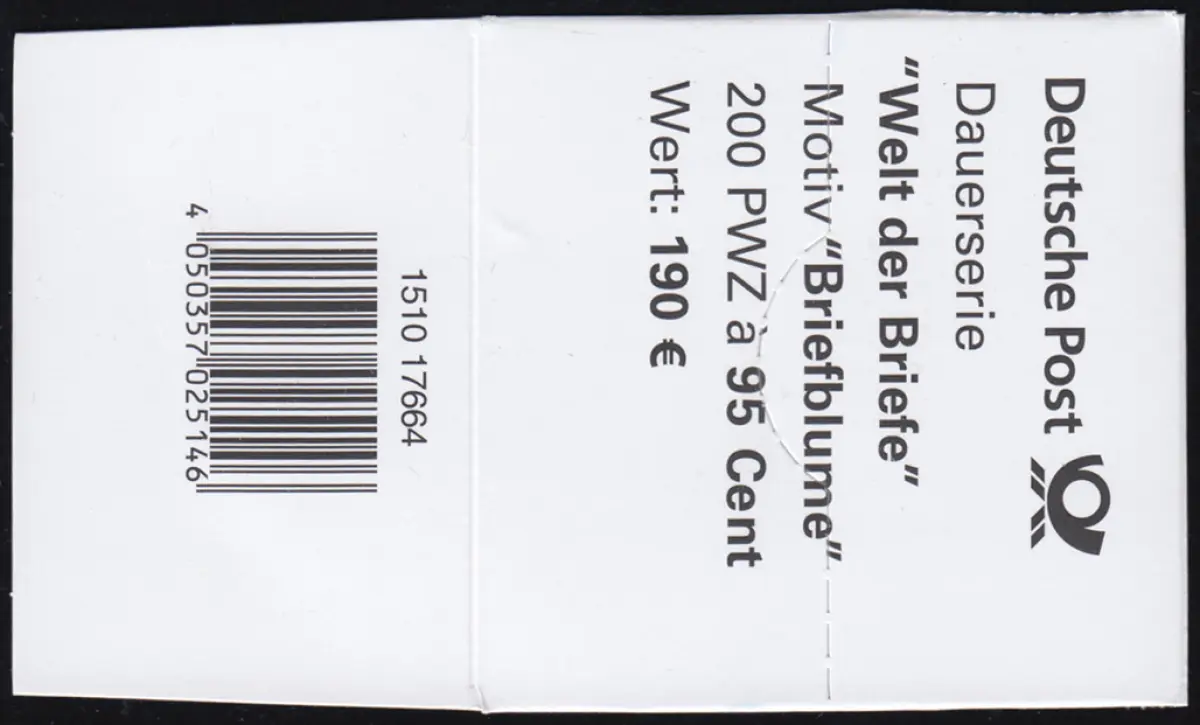 Deutsche Post
Dauerserie
"Welt der Briefe"
Motiv "Briefblume"
200 PWZ à 95 Cent
Wert: 190 €
1510 17664
4 050357 025146